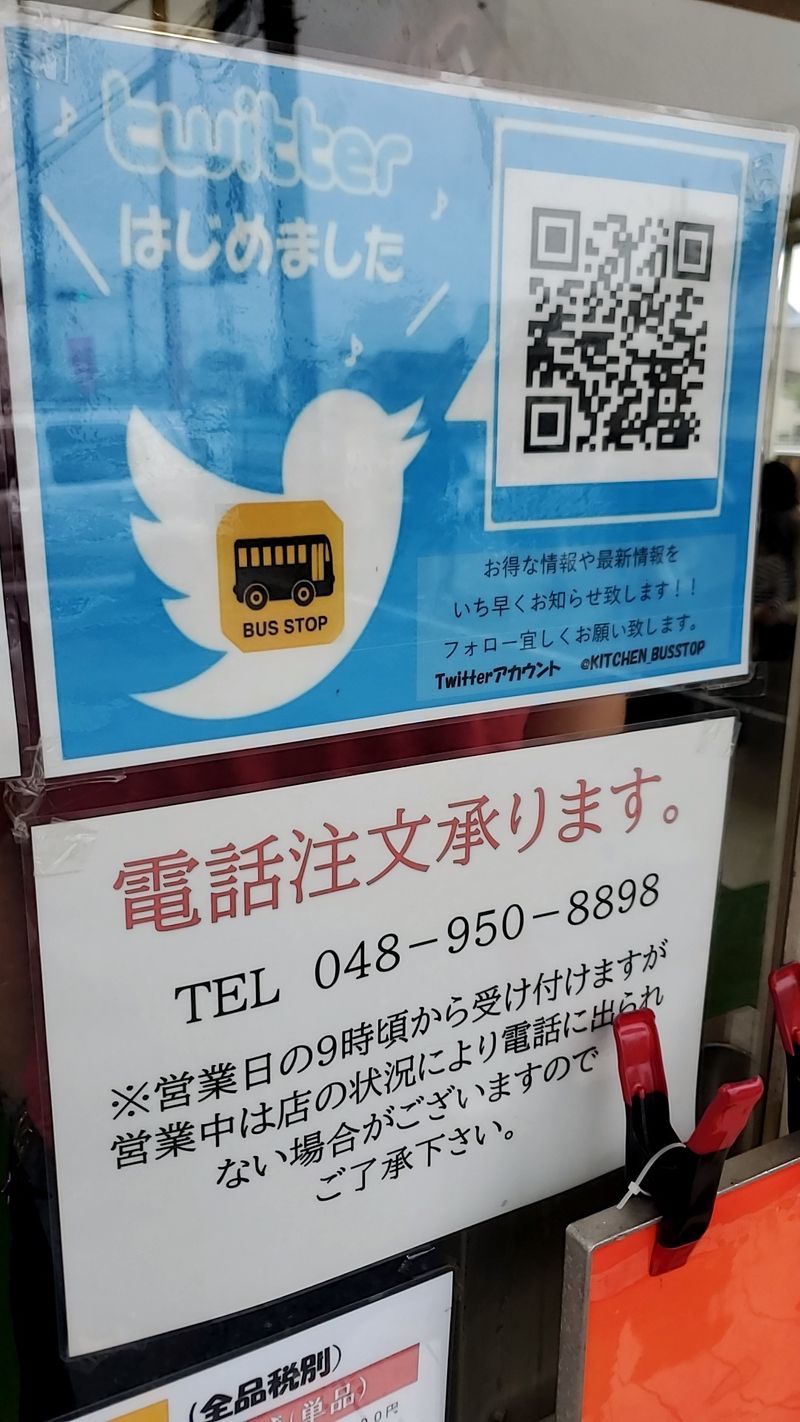 twitter
はじめました
BUS STOP
お得な情報や最新情報を
いち早くお知らせ致します！！
フォロー宜しくお願い致します。
Twitterアカウント @KITCHEN_BUSSTOP
電話注文承ります。
TEL 048-950-8898
※営業日の9時頃から受け付けますが
営業中は店の状況により電話に出られ
ない場合がございますので
ご了承下さい。
(全品税別)
(単品)